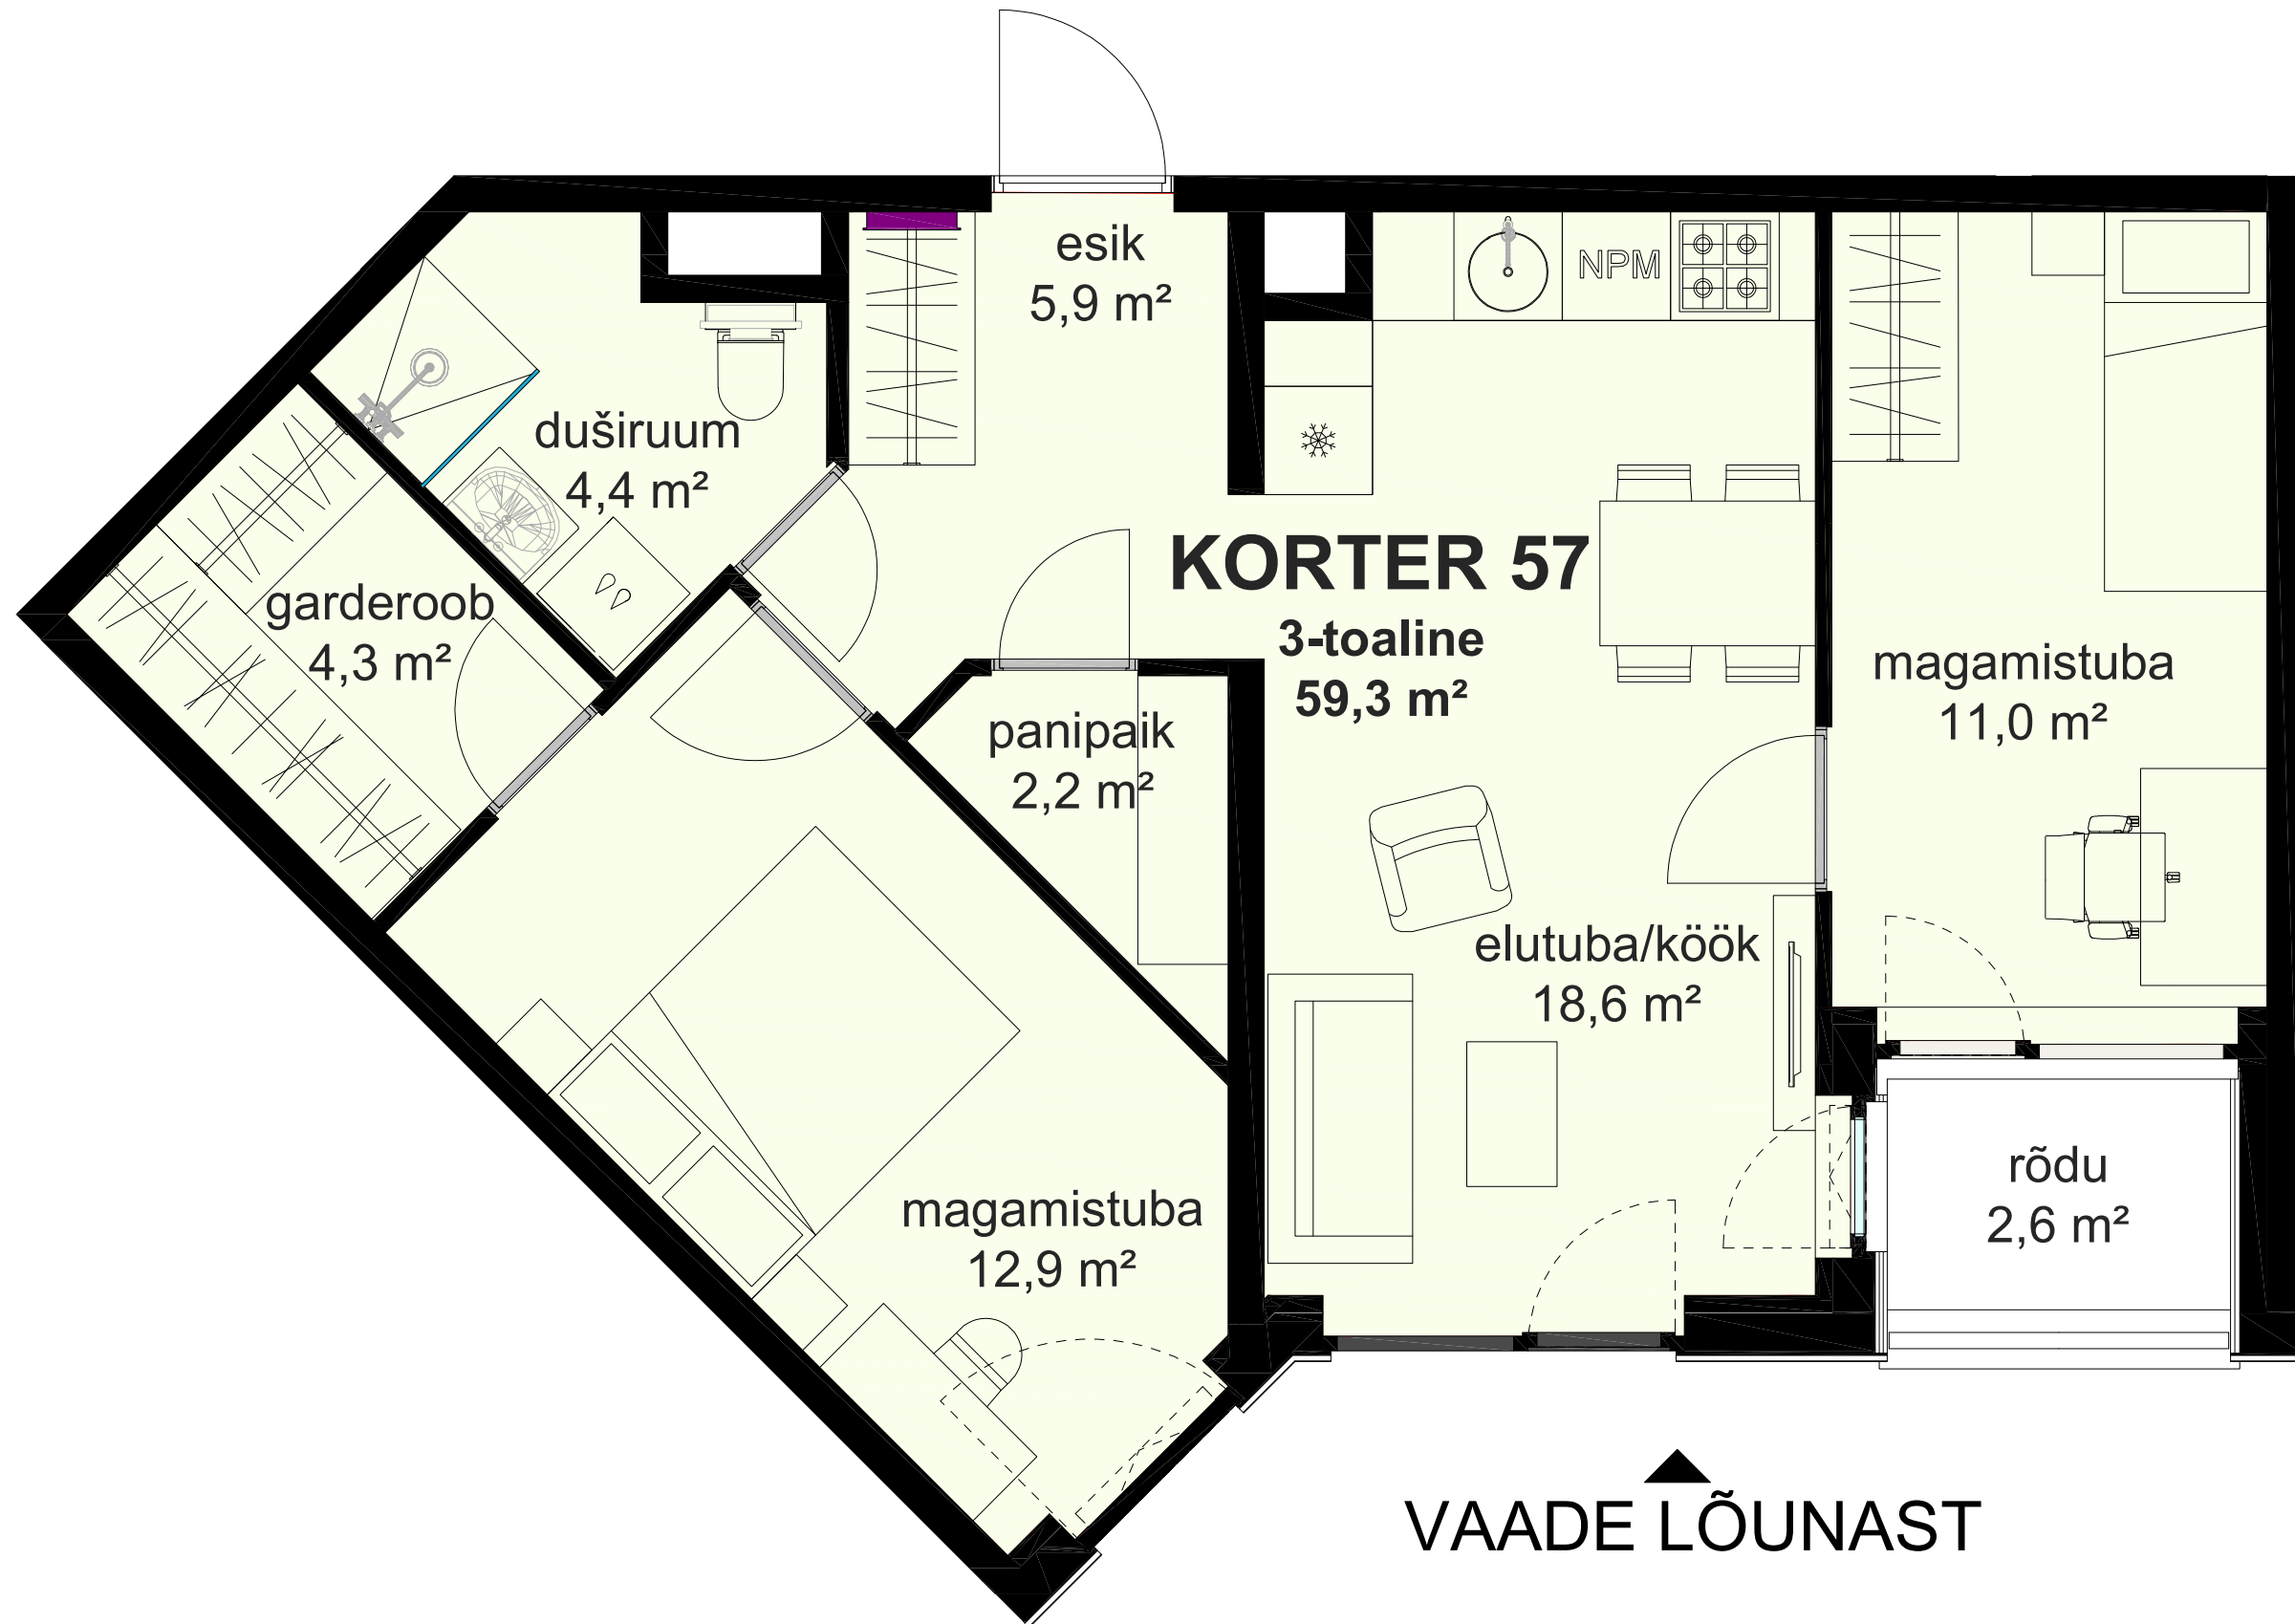 esik
5,9 m²
NPM
duširuum
4,4 m²
KORTER 57
3-toaline
59,3 m²
garderoob
4,3 m²
magamistuba
11,0 m²
panipaik
2,2 m²
elutuba/köök
18,6 m²
rõdu
2,6 m²
magamistuba
12,9 m²
VAADE LÕUNAST